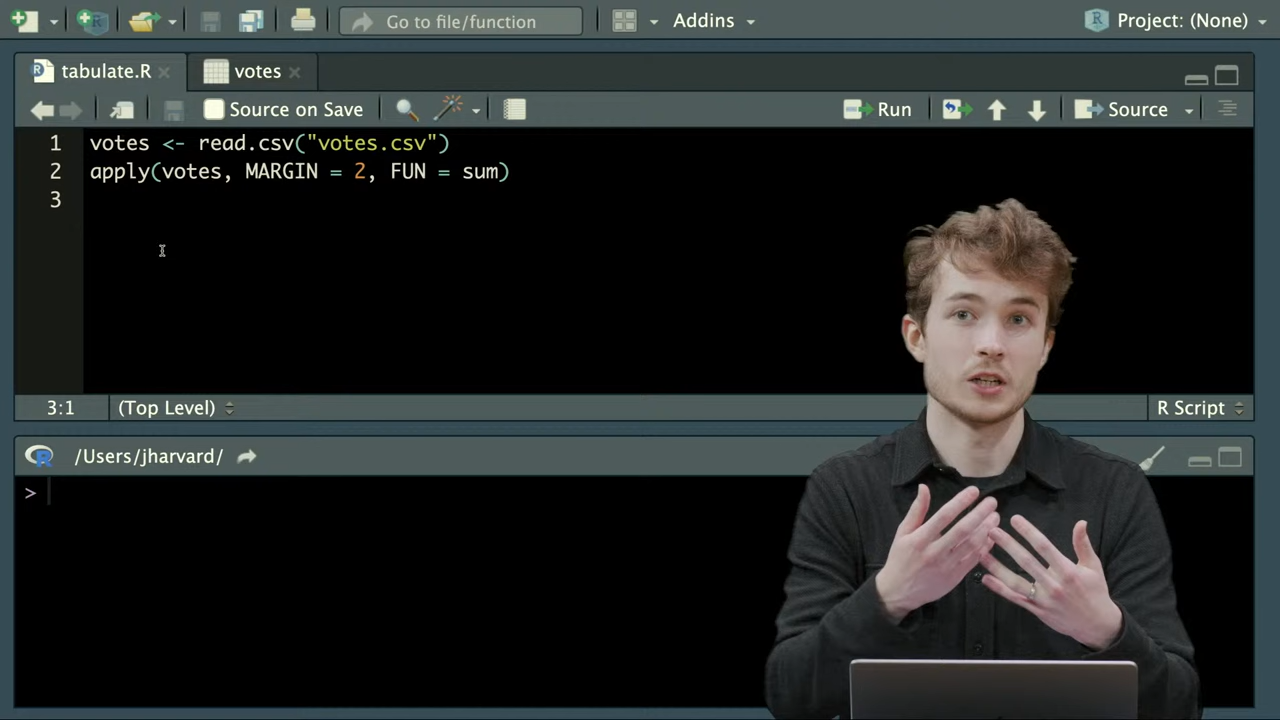 Go to file/function
Addins
Project: (None)
tabulate.R
votes
Source on Save
Run
Source
1 votes <- read.csv("votes.csv")
2 apply(votes, MARGIN = 2, FUN = sum)
3
3:1
(Top Level)
R Script
/Users/jharvard/
>